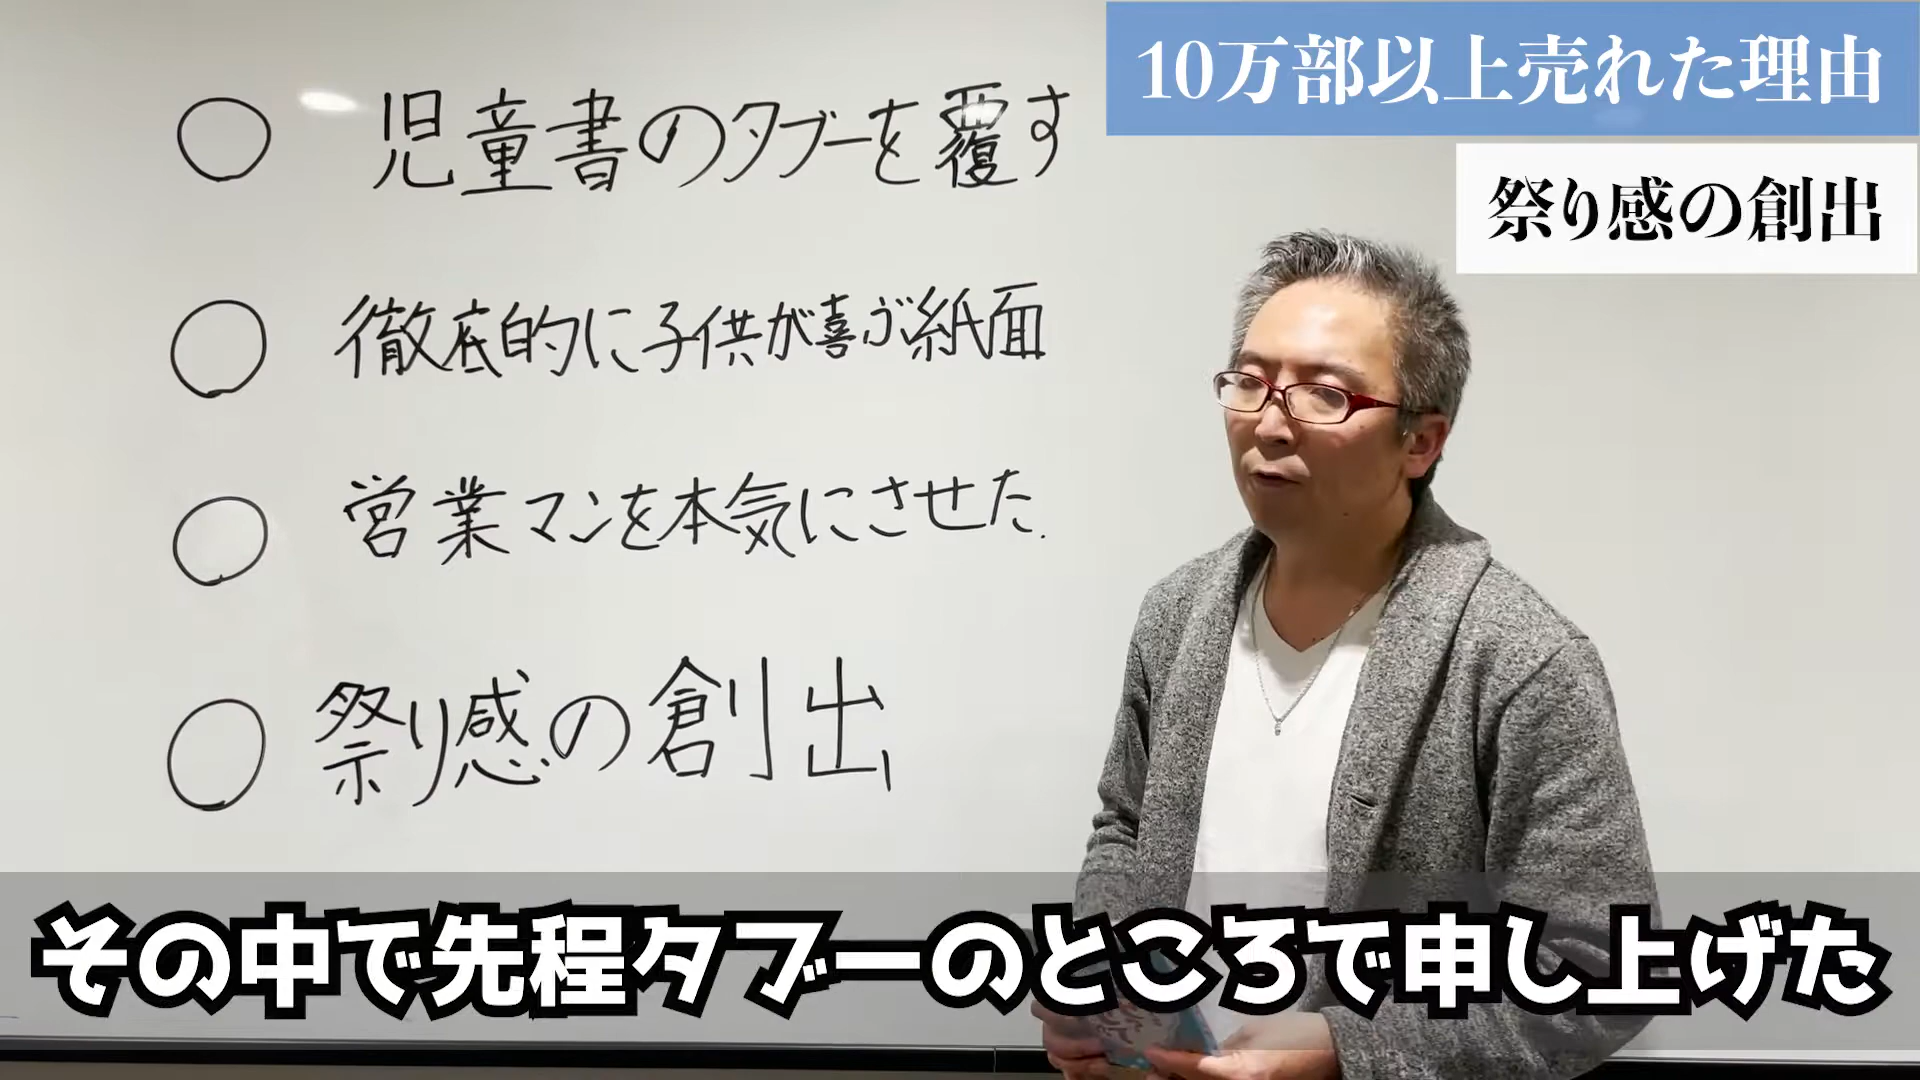 10万部以上売れた理由
祭り感の創出
児童書のタブーを覆す
徹底的に子供が喜ぶ紙面
営業マンを本気にさせた.
祭り感の創出
その中で先程タブーのところで申し上げた